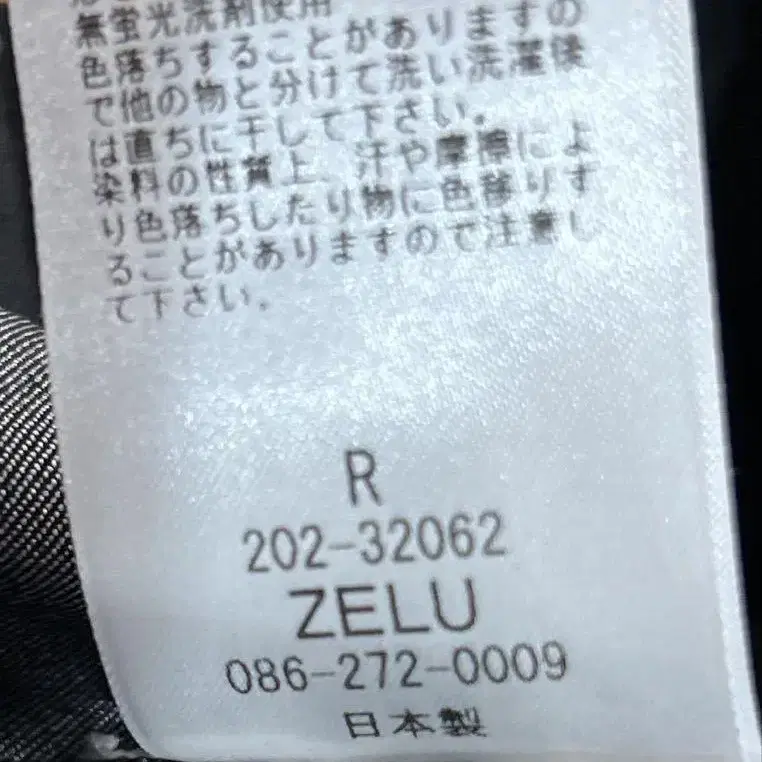 無蛍光洗剤使用
色落ちすることがありますの
で他の物と分けて洗い洗濯後
は直ちに干して下さい。
染料の性質上、汗や摩擦によ
り色落ちしたり物に色移りす
ることがありますので注意し
て下さい。
R
202-32062
ZELU
086-272-0009
日本製